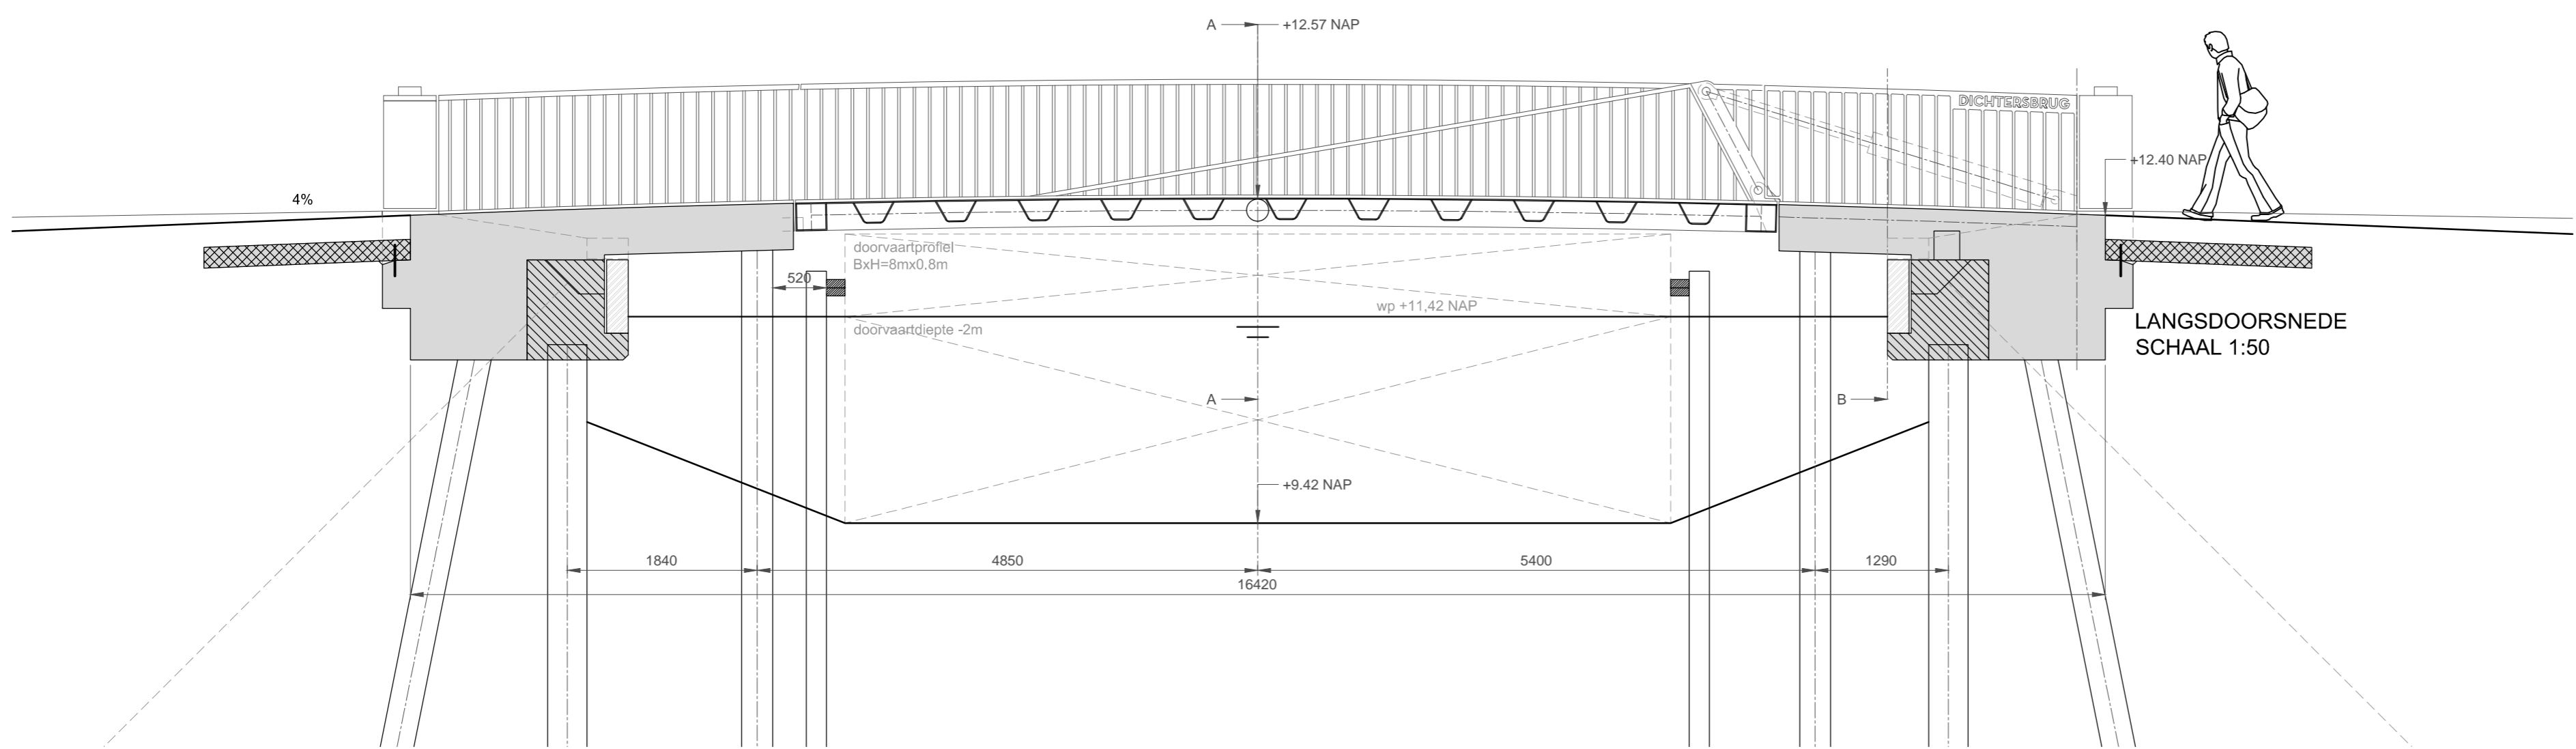 A
+12.57 NAP
DICHTERSBRUG
+12.40 NAP
4%
doorvaartprofiel
BxH=8mx0.8m
520
wp +11,42 NAP
doorvaartdiepte -2m
LANGSDOORSNEDE
SCHAAL 1:50
A
B
+9.42 NAP
1840
4850
5400
1290
16420